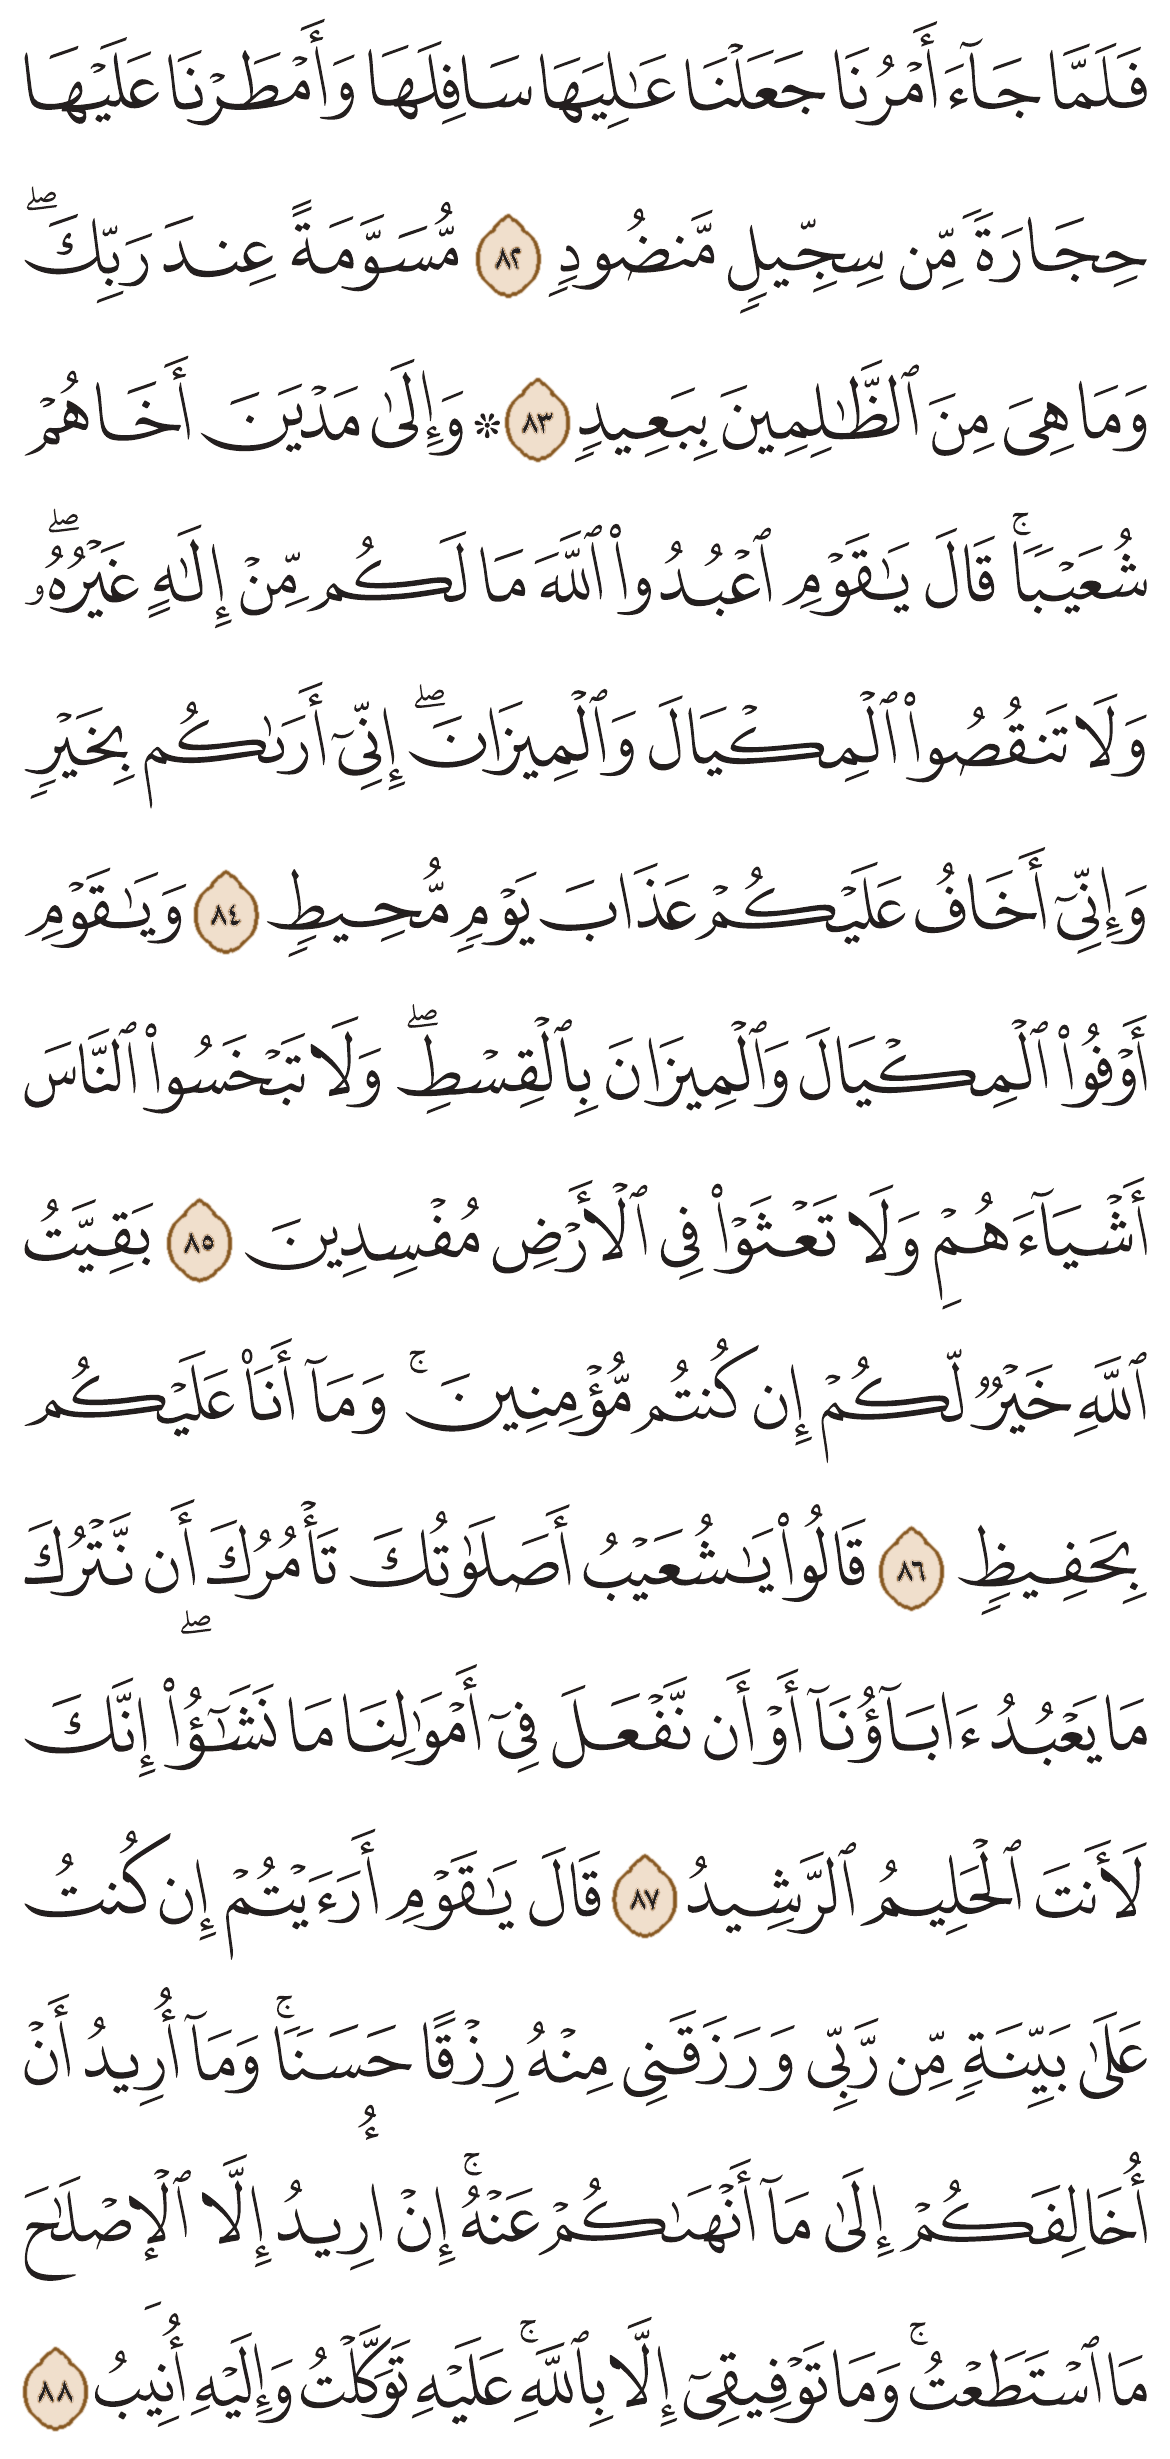 فَلَمَّا جَآءَ أَمۡرُنَا جَعَلۡنَا عَٰلِيَهَا سَافِلَهَا وَأَمۡطَرۡنَا عَلَيۡهَا
حِجَارَةٗ مِّن سِجِّيلٖ مَّنضُودٖ ٨٢ مُّسَوَّمَةً عِندَ رَبِّكَۖ
وَمَا هِيَ مِنَ ٱلظَّٰلِمِينَ بِبَعِيدٖ ٨٣ ۞ وَإِلَىٰ مَدۡيَنَ أَخَاهُمۡ
شُعَيۡبٗاۚ قَالَ يَٰقَوۡمِ ٱعۡبُدُواْ ٱللَّهَ مَا لَكُم مِّنۡ إِلَٰهٍ غَيۡرُهُۥۖ
وَلَا تَنقُصُواْ ٱلۡمِكۡيَالَ وَٱلۡمِيزَانَۖ إِنِّيٓ أَرَىٰكُم بِخَيۡرٖ
وَإِنِّيٓ أَخَافُ عَلَيۡكُمۡ عَذَابَ يَوۡمٖ مُّحِيطٖ ٨٤ وَيَٰقَوۡمِ
أَوۡفُواْ ٱلۡمِكۡيَالَ وَٱلۡمِيزَانَ بِٱلۡقِسۡطِۖ وَلَا تَبۡخَسُواْ ٱلنَّاسَ
أَشۡيَآءَهُمۡ وَلَا تَعۡثَوۡاْ فِي ٱلۡأَرۡضِ مُفۡسِدِينَ ٨٥ بَقِيَّتُ
ٱللَّهِ خَيۡرٞ لَّكُمۡ إِن كُنتُم مُّؤۡمِنِينَۚ وَمَآ أَنَا۠ عَلَيۡكُم
بِحَفِيظٖ ٨٦ قَالُواْ يَٰشُعَيۡبُ أَصَلَوٰتُكَ تَأۡمُرُكَ أَن نَّتۡرُكَ
مَا يَعۡبُدُ ءَابَآؤُنَآ أَوۡ أَن نَّفۡعَلَ فِيٓ أَمۡوَٰلِنَا مَا نَشَٰٓؤُاْۖ إِنَّكَ
لَأَنتَ ٱلۡحَلِيمُ ٱلرَّشِيدُ ٨٧ قَالَ يَٰقَوۡمِ أَرَءَيۡتُمۡ إِن كُنتُ
عَلَىٰ بَيِّنَةٖ مِّن رَّبِّي وَرَزَقَنِي مِنۡهُ رِزۡقًا حَسَنٗاۚ وَمَآ أُرِيدُ أَنۡ
أُخَالِفَكُمۡ إِلَىٰ مَآ أَنۡهَىٰكُمۡ عَنۡهُۚ إِنۡ أُرِيدُ إِلَّا ٱلۡإِصۡلَٰحَ
مَا ٱسۡتَطَعۡتُۚ وَمَا تَوۡفِيقِيٓ إِلَّا بِٱللَّهِۚ عَلَيۡهِ تَوَكَّلۡتُ وَإِلَيۡهِ أُنِيبُ ٨٨